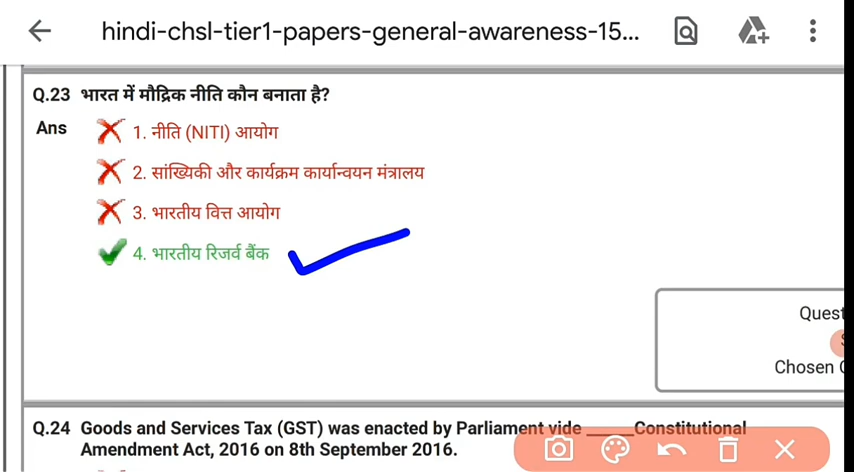 hindi-chsl-tier1-papers-general-awareness-15...
Q.23 भारत में मौद्रिक नीति कौन बनाता है?
Ans 1. नीति (NITI) आयोग
2. सांख्यिकी और कार्यक्रम कार्यान्वयन मंत्रालय
3. भारतीय वित्त आयोग
4. भारतीय रिजर्व बैंक
Quest
Chosen
Q.24 Goods and Services Tax (GST) was enacted by Parliament vide _____Constitutional
Amendment Act, 2016 on 8th September 2016.